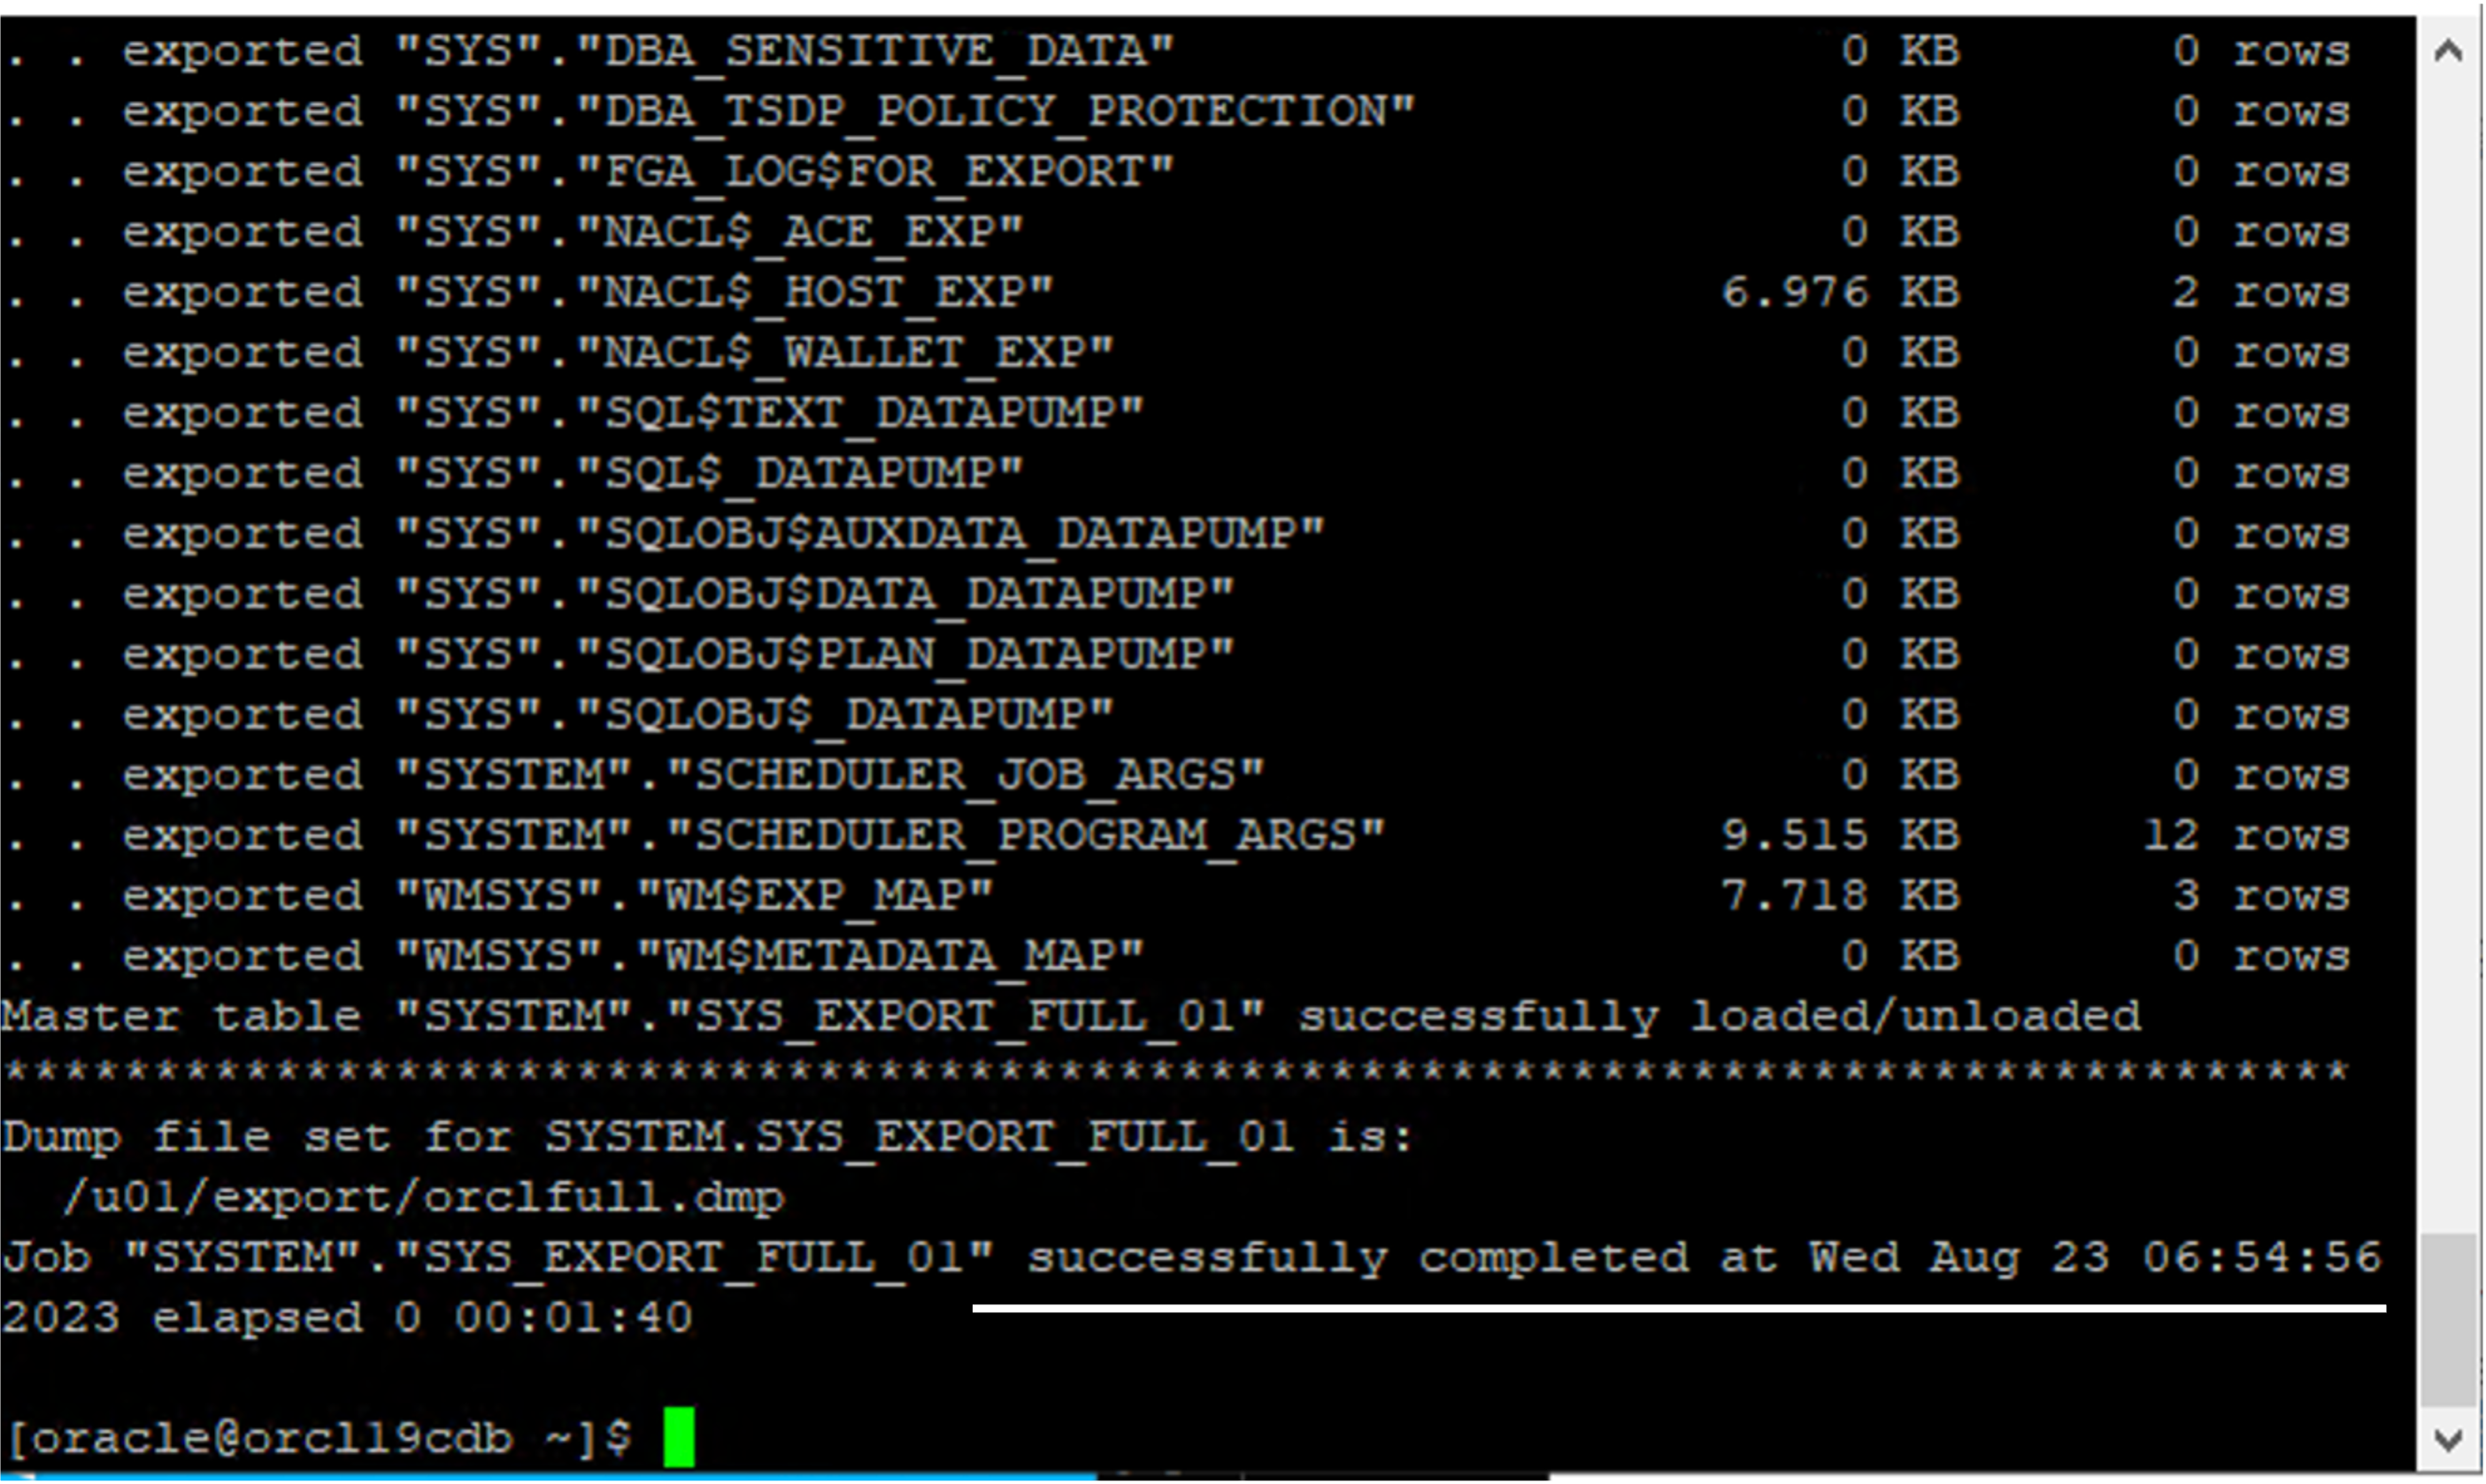 . . exported "SYS"."DBA_SENSITIVE_DATA" 0 KB 0 rows
. . exported "SYS"."DBA_TSDP_POLICY_PROTECTION" 0 KB 0 rows
. . exported "SYS"."FGA_LOG$FOR_EXPORT" 0 KB 0 rows
. . exported "SYS"."NACL$_ACE_EXP" 0 KB 0 rows
. . exported "SYS"."NACL$_HOST_EXP" 6.976 KB 2 rows
. . exported "SYS"."NACL$_WALLET_EXP" 0 KB 0 rows
. . exported "SYS"."SQL$TEXT_DATAPUMP" 0 KB 0 rows
. . exported "SYS"."SQL$_DATAPUMP" 0 KB 0 rows
. . exported "SYS"."SQLOBJ$AUXDATA_DATAPUMP" 0 KB 0 rows
. . exported "SYS"."SQLOBJ$DATA_DATAPUMP" 0 KB 0 rows
. . exported "SYS"."SQLOBJ$PLAN_DATAPUMP" 0 KB 0 rows
. . exported "SYS"."SQLOBJ$_DATAPUMP" 0 KB 0 rows
. . exported "SYSTEM"."SCHEDULER_JOB_ARGS" 0 KB 0 rows
. . exported "SYSTEM"."SCHEDULER_PROGRAM_ARGS" 9.515 KB 12 rows
. . exported "WMSYS"."WM$EXP_MAP" 7.718 KB 3 rows
. . exported "WMSYS"."WM$METADATA_MAP" 0 KB 0 rows
Master table "SYSTEM"."SYS_EXPORT_FULL_01" successfully loaded/unloaded
******************************************************************************
Dump file set for SYSTEM.SYS_EXPORT_FULL_01 is:
/u01/export/orclfull.dmp
Job "SYSTEM"."SYS_EXPORT_FULL_01" successfully completed at Wed Aug 23 06:54:56
2023 elapsed 0 00:01:40
[oracle@orcl19cdb ~]$